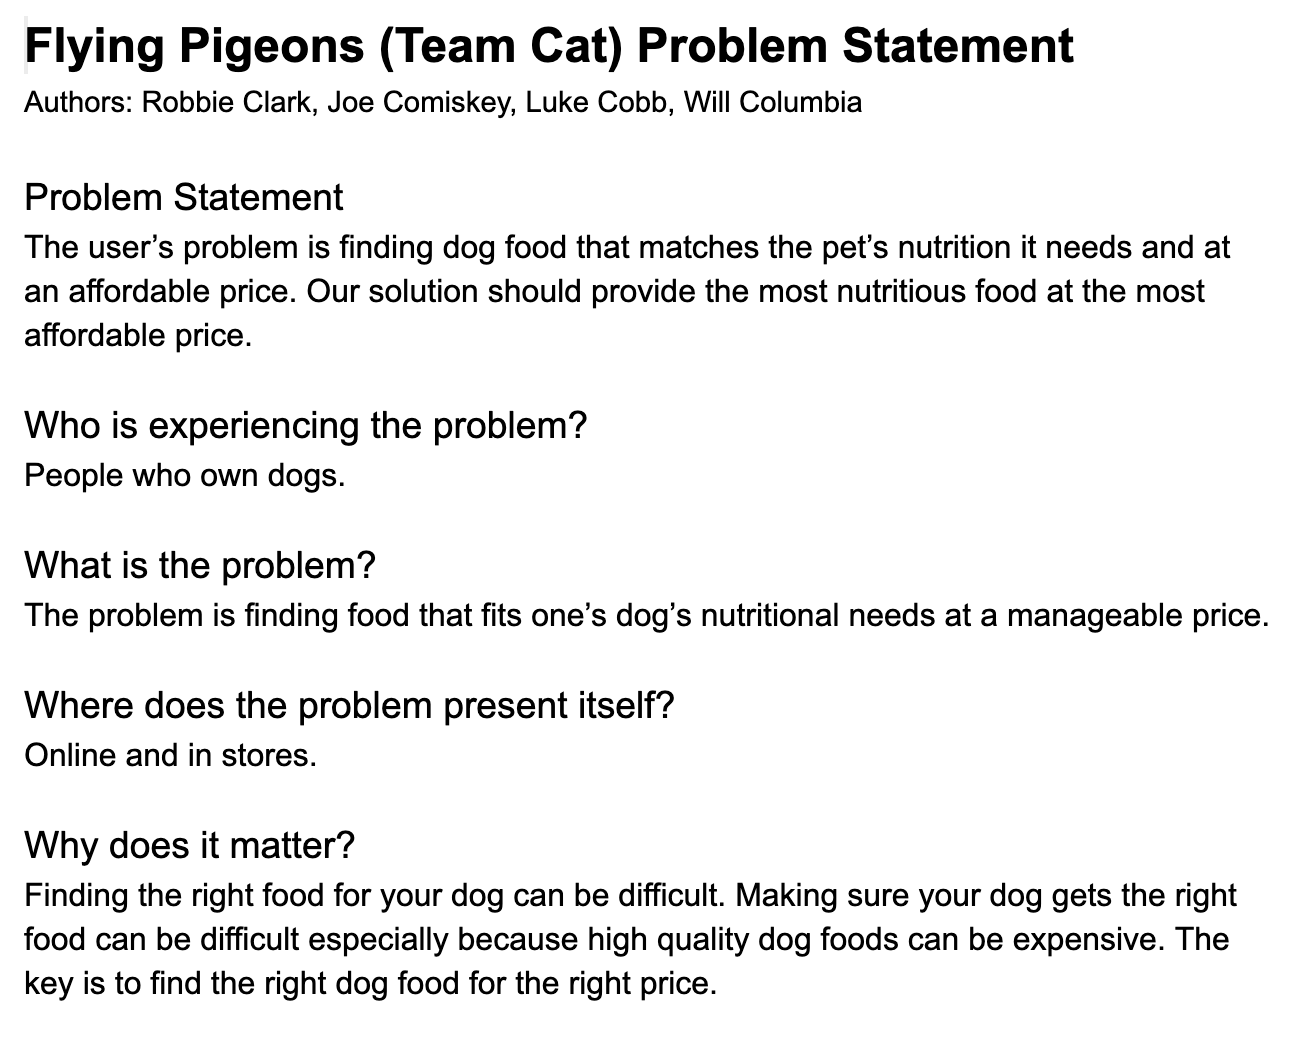 Flying Pigeons (Team Cat) Problem Statement
Authors: Robbie Clark, Joe Comiskey, Luke Cobb, Will Columbia
Problem Statement
The user’s problem is finding dog food that matches the pet’s nutrition it needs and at
an affordable price. Our solution should provide the most nutritious food at the most
affordable price.
Who is experiencing the problem?
People who own dogs.
What is the problem?
The problem is finding food that fits one’s dog’s nutritional needs at a manageable price.
Where does the problem present itself?
Online and in stores.
Why does it matter?
Finding the right food for your dog can be difficult. Making sure your dog gets the right
food can be difficult especially because high quality dog foods can be expensive. The
key is to find the right dog food for the right price.